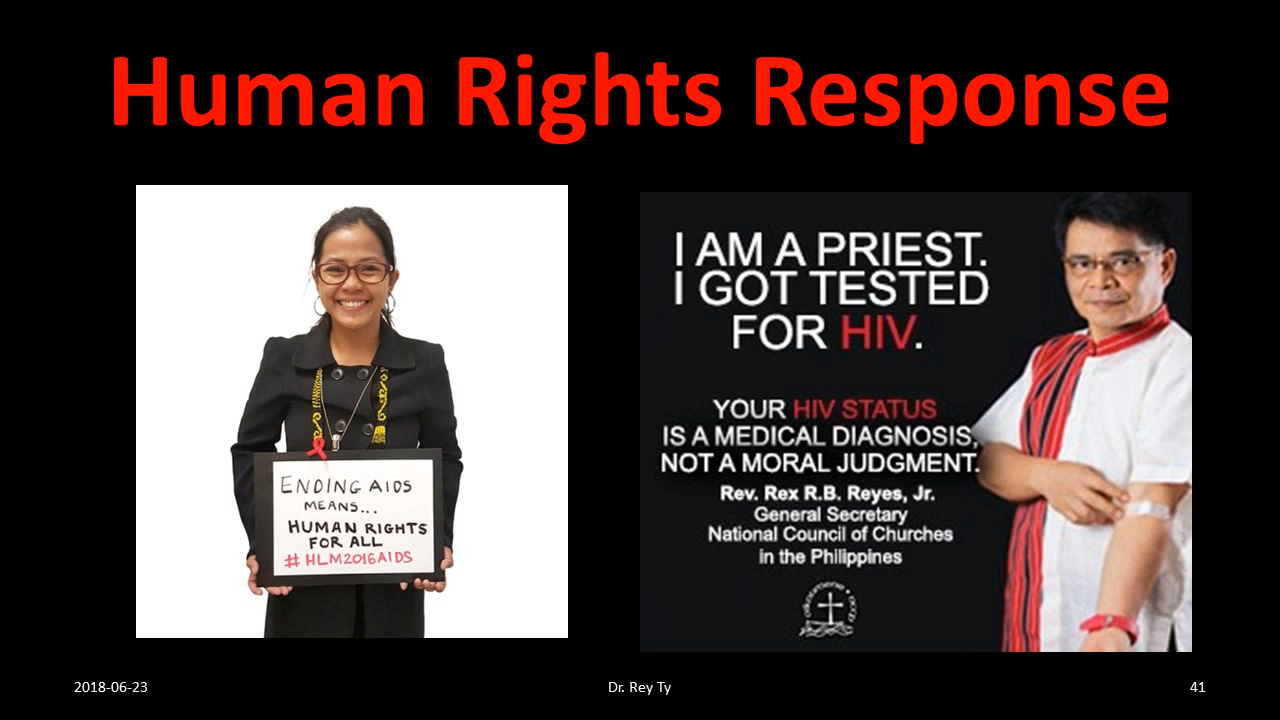 Human Rights Response
ENDING AIDS
MEANS...
HUMAN RIGHTS
FOR ALL
#HLM2016AIDS
I AM A PRIEST.
I GOT TESTED
FOR HIV.
YOUR HIV STATUS
IS A MEDICAL DIAGNOSIS,
NOT A MORAL JUDGMENT.
Rev. Rex R.B. Reyes, Jr.
General Secretary
National Council of Churches
in the Philippines
2018-06-23
Dr. Rey Ty
41